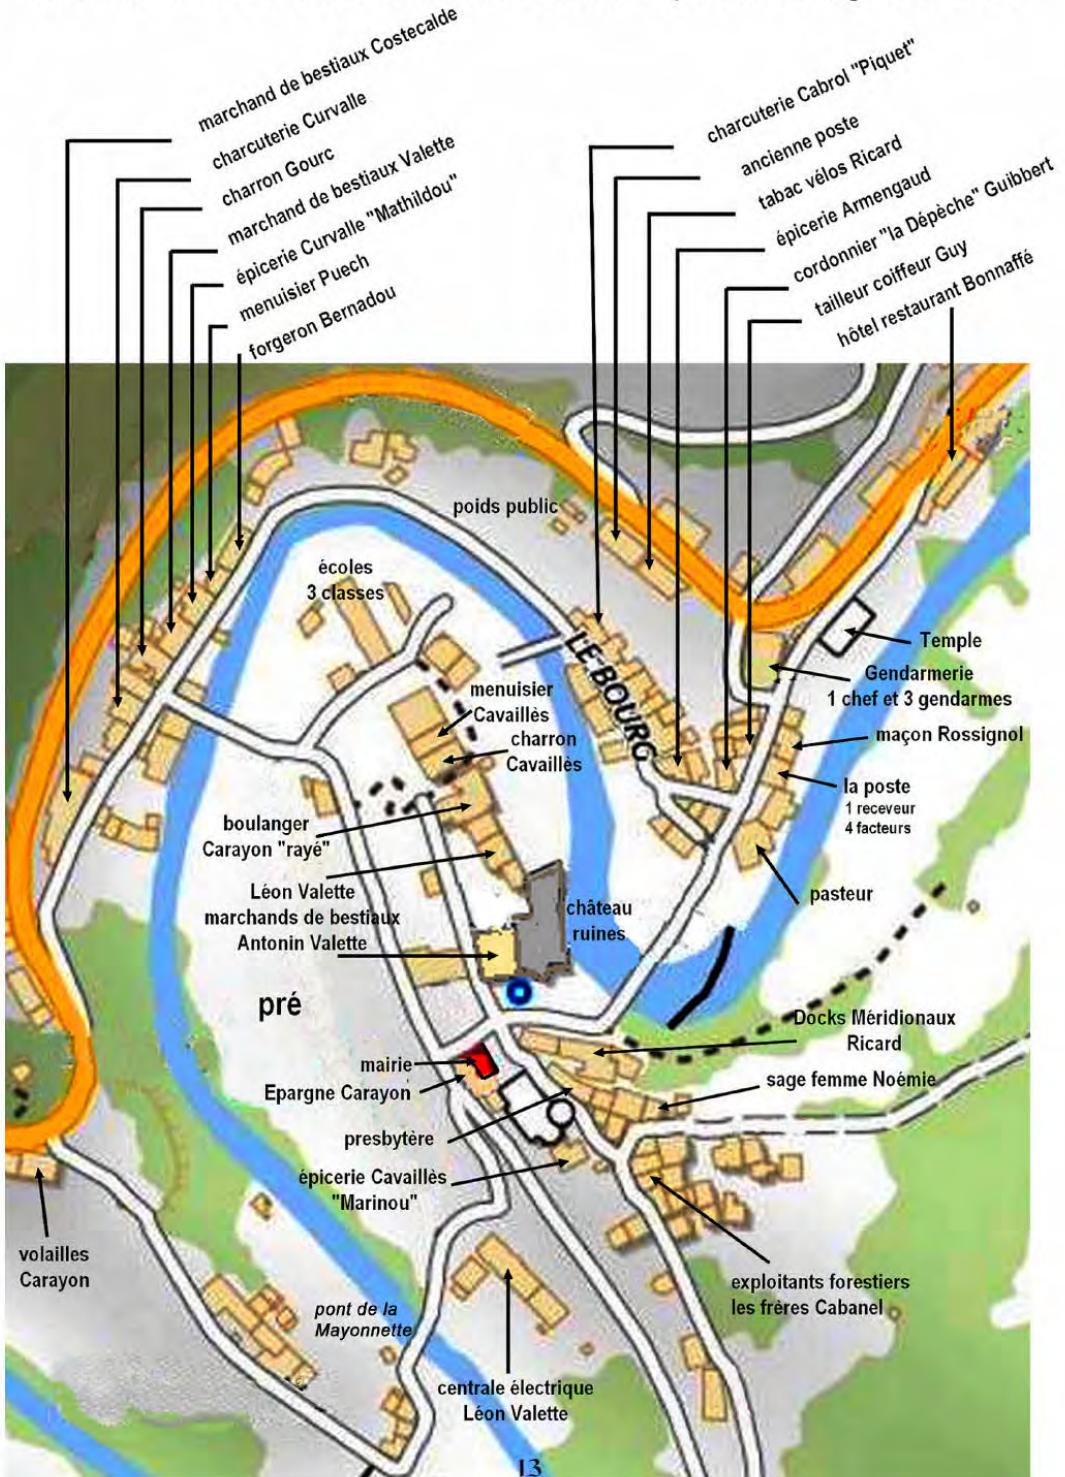 marchand de bestiaux Costecalde
charcuterie Curvalle
charron Gourc
marchand de bestiaux Valette
épicerie Curvalle "Mathildou"
menuisier Puech
forgeron Bernadou
charcuterie Cabrol "Piquet"
ancienne poste
tabac vélos Ricard
épicerie Armengaud
cordonnier "la Dépèche" Guibbert
tailleur coiffeur Guy
hôtel restaurant Bonnaffé
poids public
écoles
3 classes
LE BOURG
Temple
Gendarmerie
1 chef et 3 gendarmes
menuisier
Cavaillès
charron
Cavaillès
maçon Rossignol
la poste
1 receveur
4 facteurs
boulanger
Carayon "rayé"
pasteur
Léon Valette
marchands de bestiaux
Antonin Valette
château
ruines
pré
Docks Méridionaux
Ricard
mairie
Epargne Carayon
sage femme Noémie
presbytère
épicerie Cavaillès
"Marinou"
volailles
Carayon
exploitants forestiers
les frères Cabanel
pont de la
Mayonnette
centrale électrique
Léon Valette
13